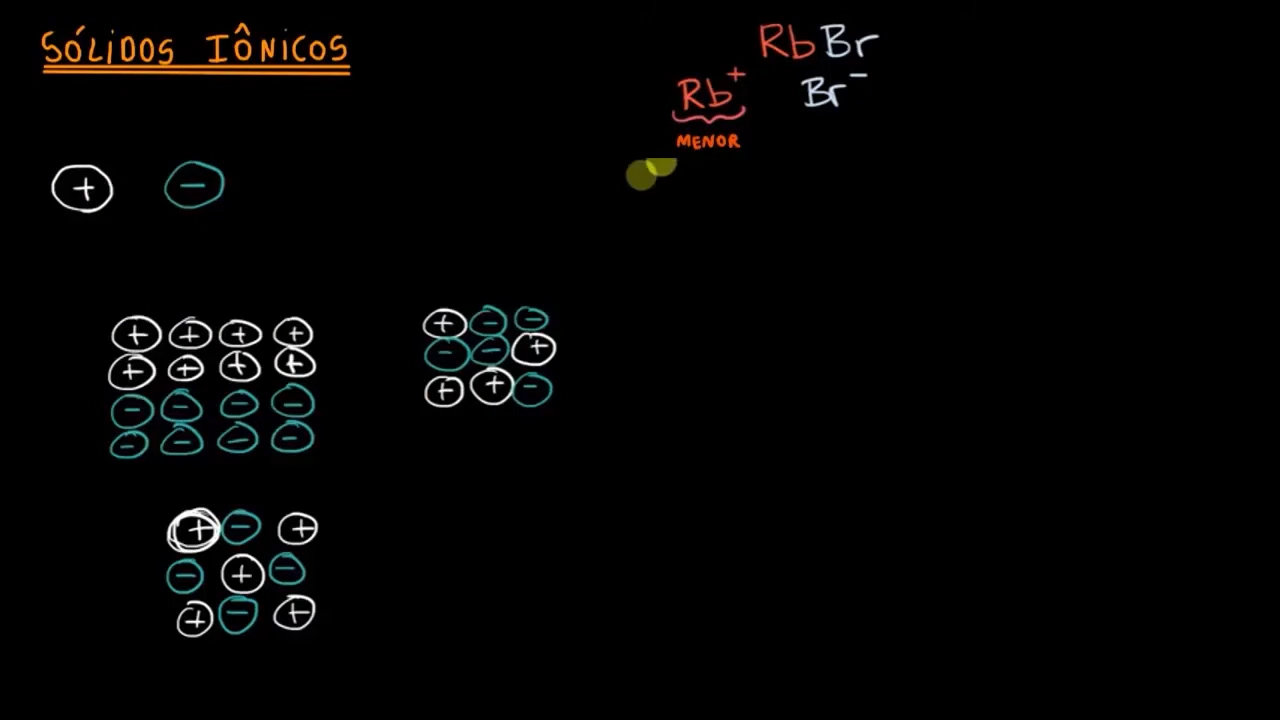 SÓLIDOS IÔNICOS
RbBr
Rb+ Br−
MENOR
+ −
+ + + +
+ + + +
− − − −
− − − −
+ − −
− − +
+ + −
+ − +
− + −
+ − +